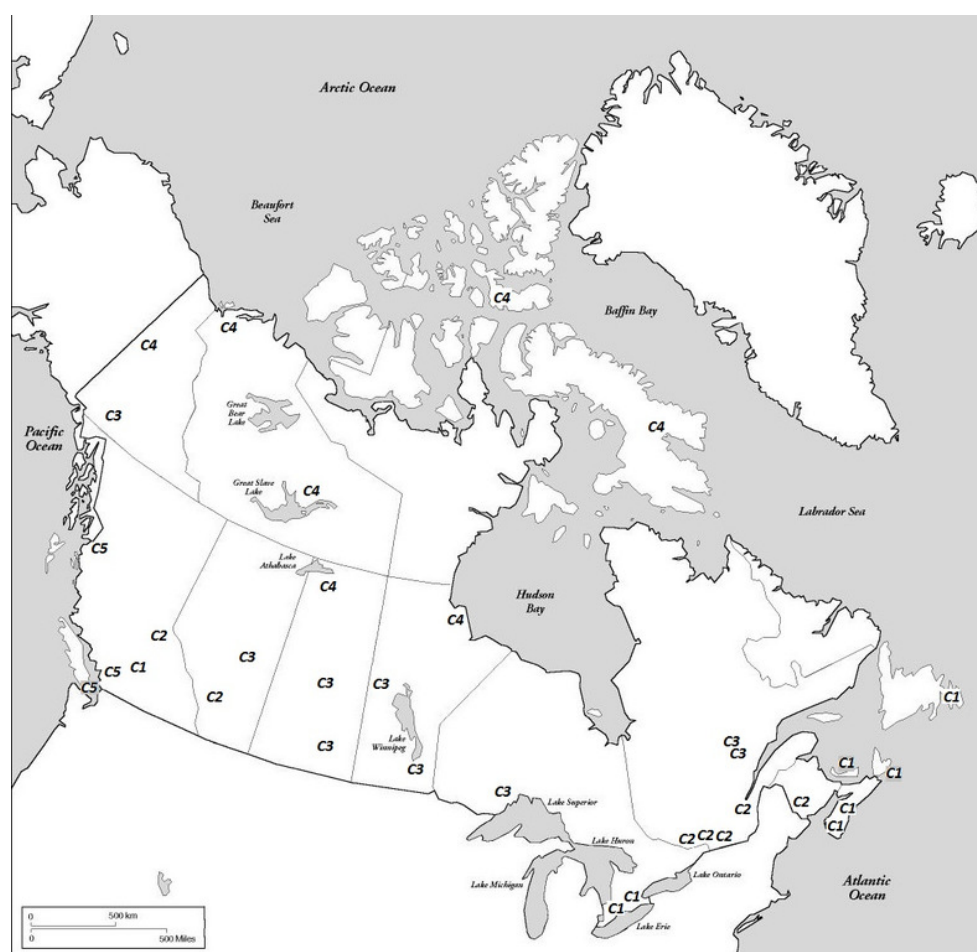 Arctic Ocean
Beaufort
Sea
C4
Baffin Bay
C4
C4
C3
Great
Bear
Lake
Pacific
Ocean
C4
Great Slave
Lake
C4
Labrador Sea
C5
Lake
Athabasca
C4
Hudson
Bay
C4
C2
C3
C5
C1
C5
C2
C3
C3
C1
Lake
Winnipeg
C3
C3
C3
C3
C1
C1
C3
Lake Superior
C2
C2
C1
C1
C2
C2
C2
Lake Huron
Lake Michigan
Lake Ontario
C1
C1
Lake Erie
Atlantic
Ocean
0
500 km
0
500 Miles